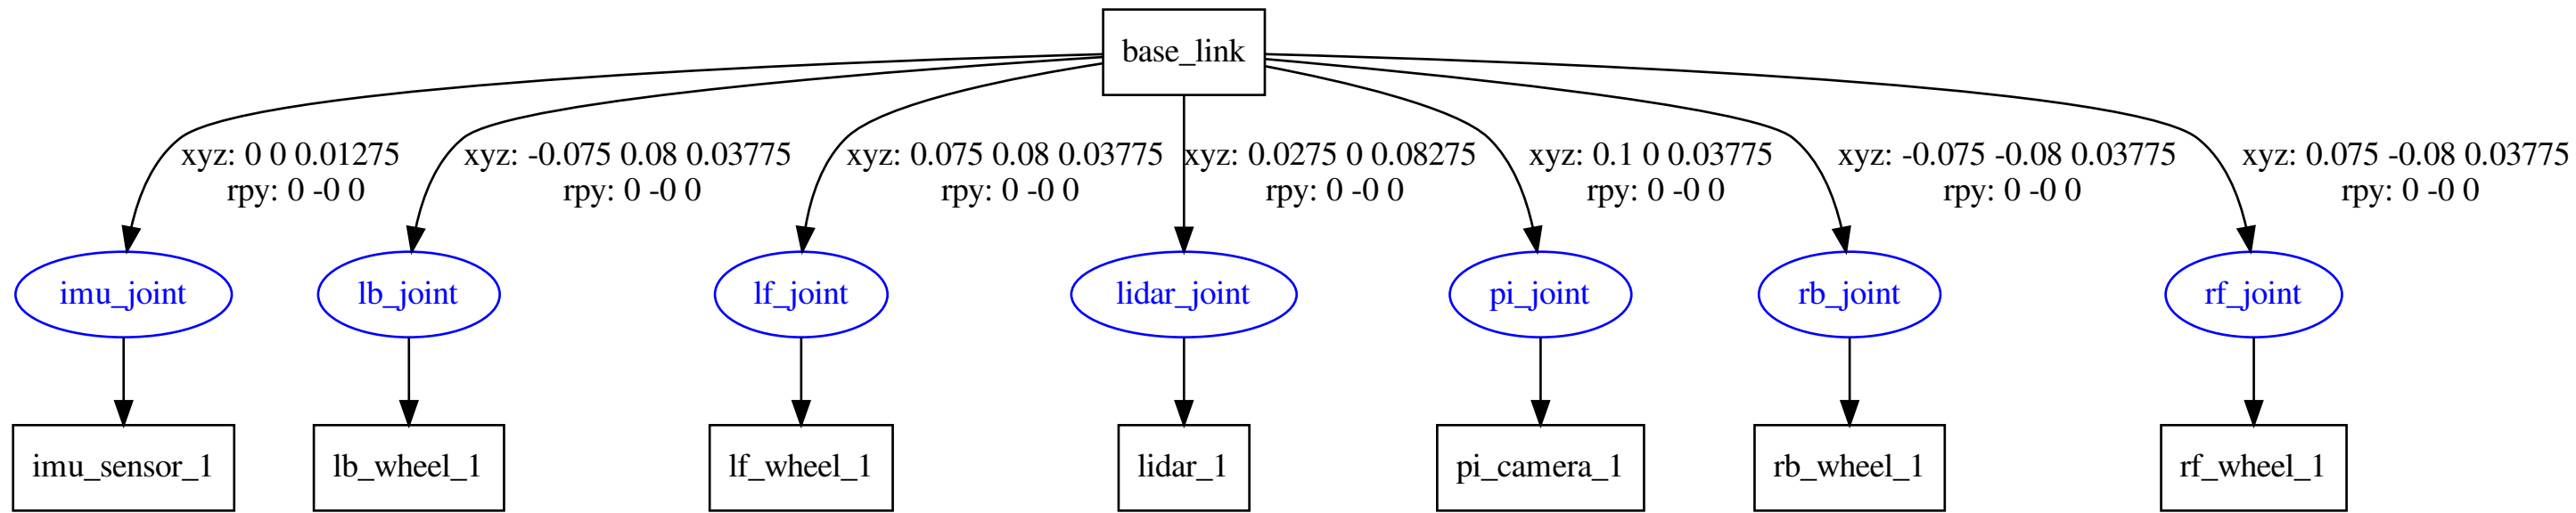 base_link
xyz: 0 0 0.01275
rpy: 0 -0 0
xyz: -0.075 0.08 0.03775
rpy: 0 -0 0
xyz: 0.075 0.08 0.03775
rpy: 0 -0 0
xyz: 0.0275 0 0.08275
rpy: 0 -0 0
xyz: 0.1 0 0.03775
rpy: 0 -0 0
xyz: -0.075 -0.08 0.03775
rpy: 0 -0 0
xyz: 0.075 -0.08 0.03775
rpy: 0 -0 0
imu_joint
lb_joint
lf_joint
lidar_joint
pi_joint
rb_joint
rf_joint
imu_sensor_1
lb_wheel_1
lf_wheel_1
lidar_1
pi_camera_1
rb_wheel_1
rf_wheel_1